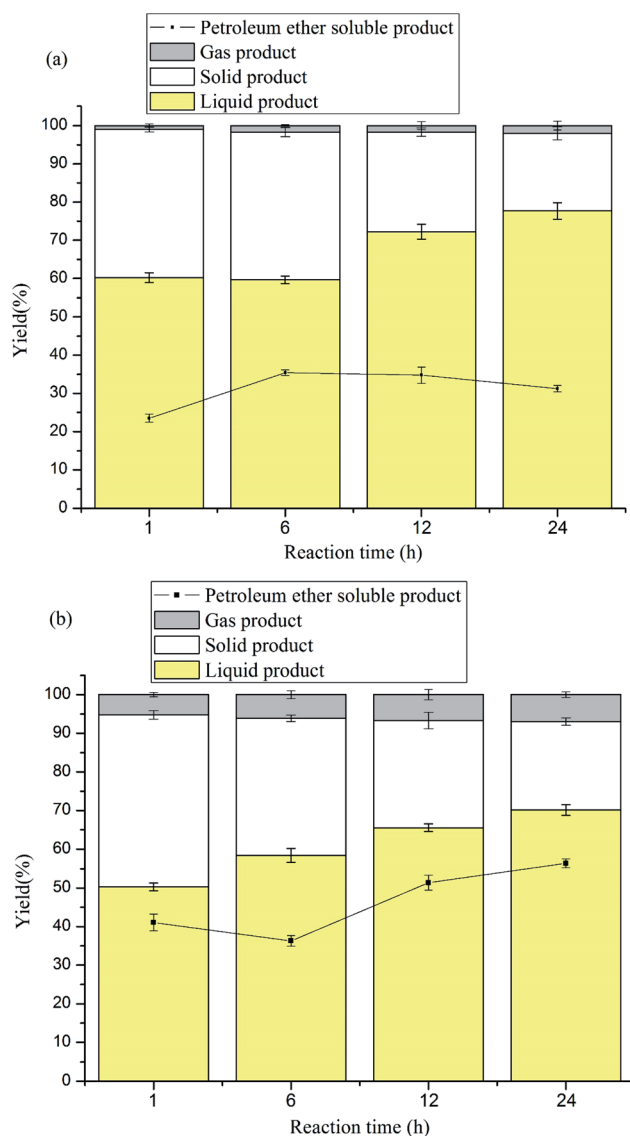 (a)
Petroleum ether soluble product
Gas product
Solid product
Liquid product
100
90
80
70
60
50
40
30
20
10
0
Yield(%)
1 6 12 24
Reaction time (h)
(b)
Petroleum ether soluble product
Gas product
Solid product
Liquid product
100
90
80
70
60
50
40
30
20
10
0
Yield(%)
1 6 12 24
Reaction time (h)